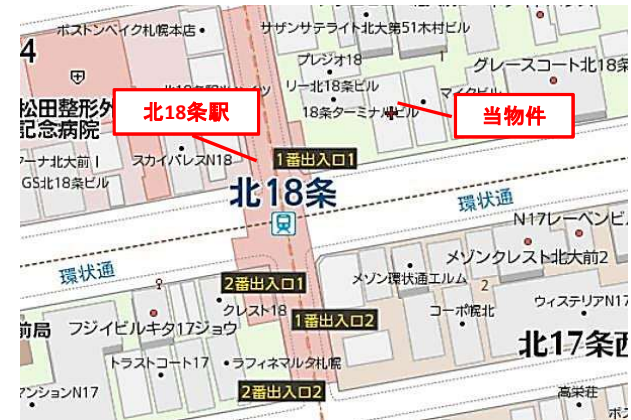 ボストンベイク札幌本店
サザンサテライト北大第51木村ビル
4
プレジオ18
グレースコート北18条
リー北18条ビル
マイクビル
松田整形外
記念病院
北18条駅
18条ターミナルビル
当物件
スカイパレスN18
1番出入口1
アーナ北大前Ⅰ
GS北18条ビル
北18条
環状通
N17レーベンビル
メゾンクレスト北大前2
環状通
2番出入口1
メゾン環状通エルム
2
クレスト18
1番出入口2
コーポ幌北
ウィステリアN17
前局
フジイビルキタ17ジョウ
北17条西
トラストコート17
ラフィネマルタ札幌
アンションN17
2番出入口2
高栄荘